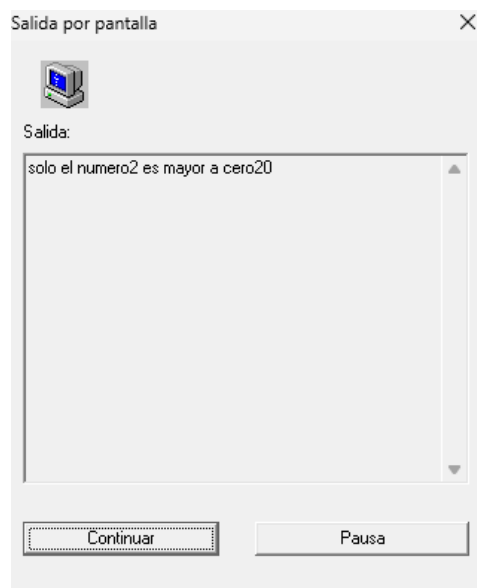 Salida por pantalla
Salida:
solo el numero2 es mayor a cero20
Continuar
Pausa